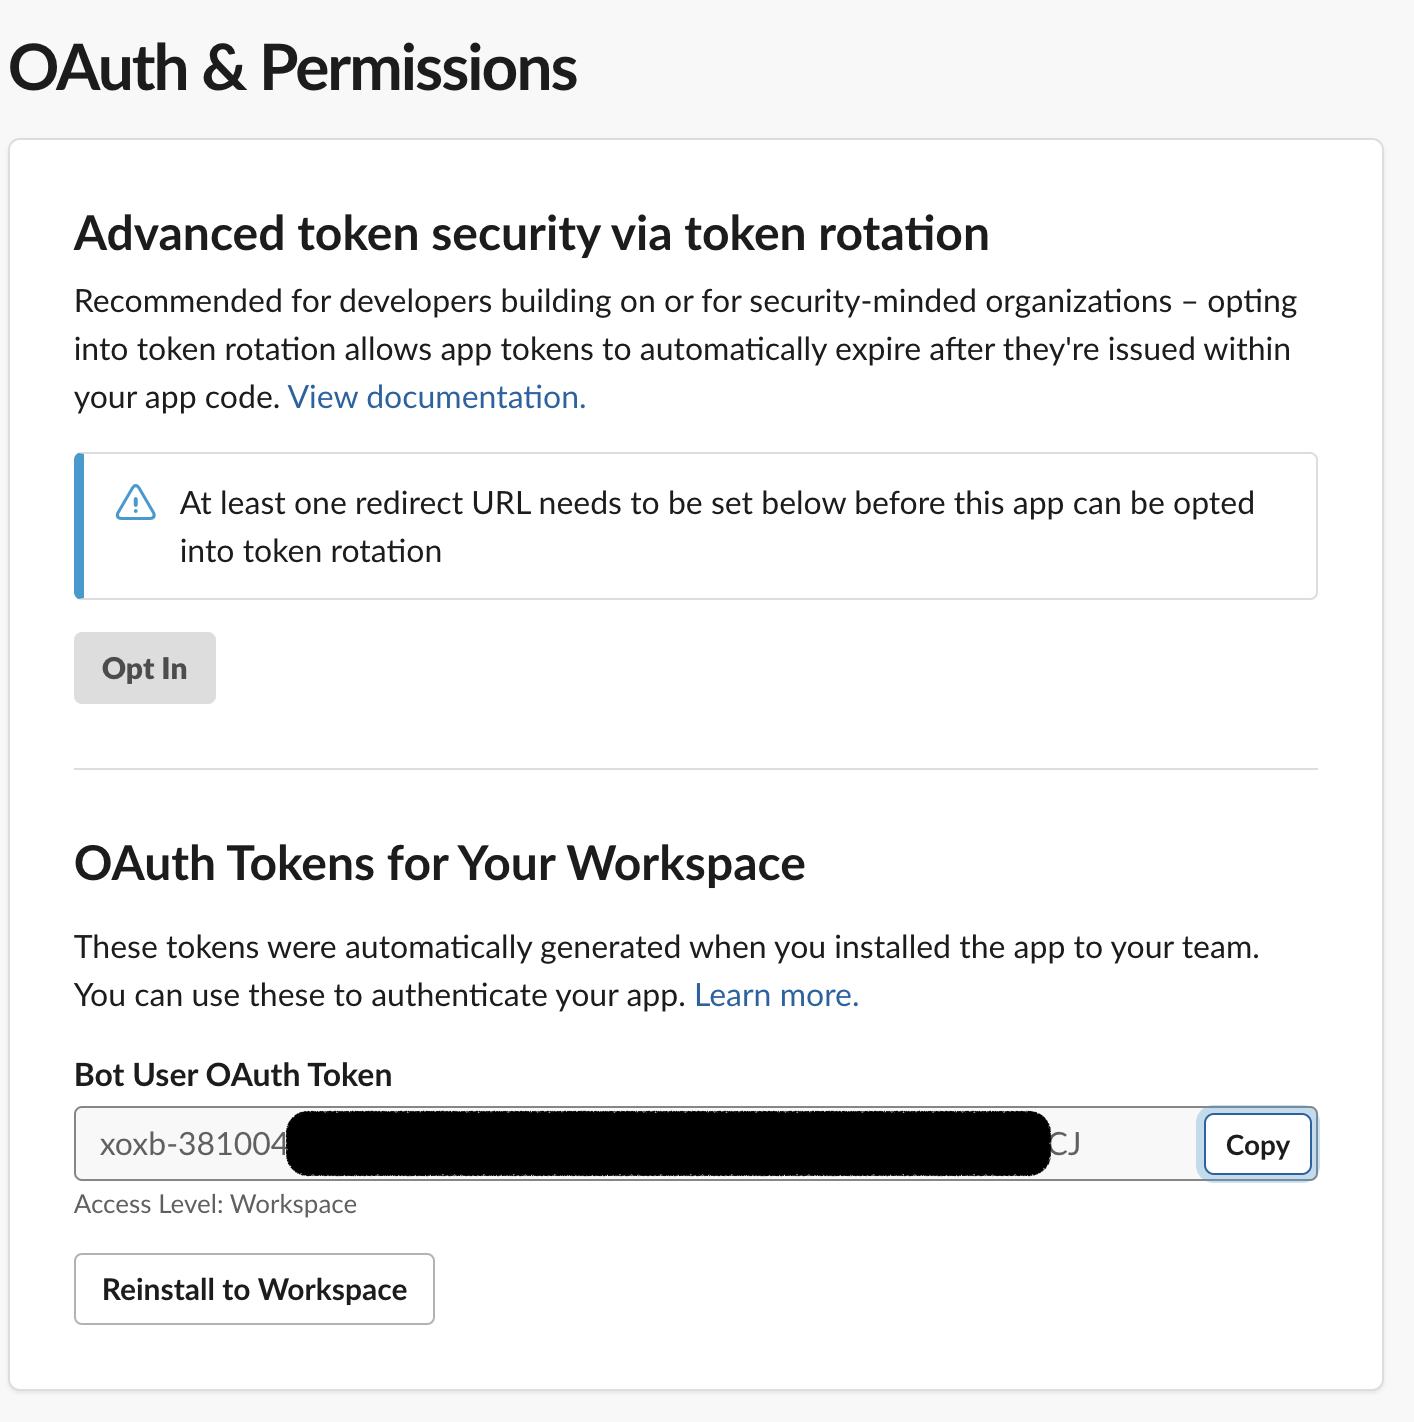 OAuth & Permissions
Advanced token security via token rotation
Recommended for developers building on or for security-minded organizations – opting
into token rotation allows app tokens to automatically expire after they're issued within
your app code. View documentation.
At least one redirect URL needs to be set below before this app can be opted
into token rotation
Opt In
OAuth Tokens for Your Workspace
These tokens were automatically generated when you installed the app to your team.
You can use these to authenticate your app. Learn more.
Bot User OAuth Token
xoxb-381004 CJ Copy
Access Level: Workspace
Reinstall to Workspace